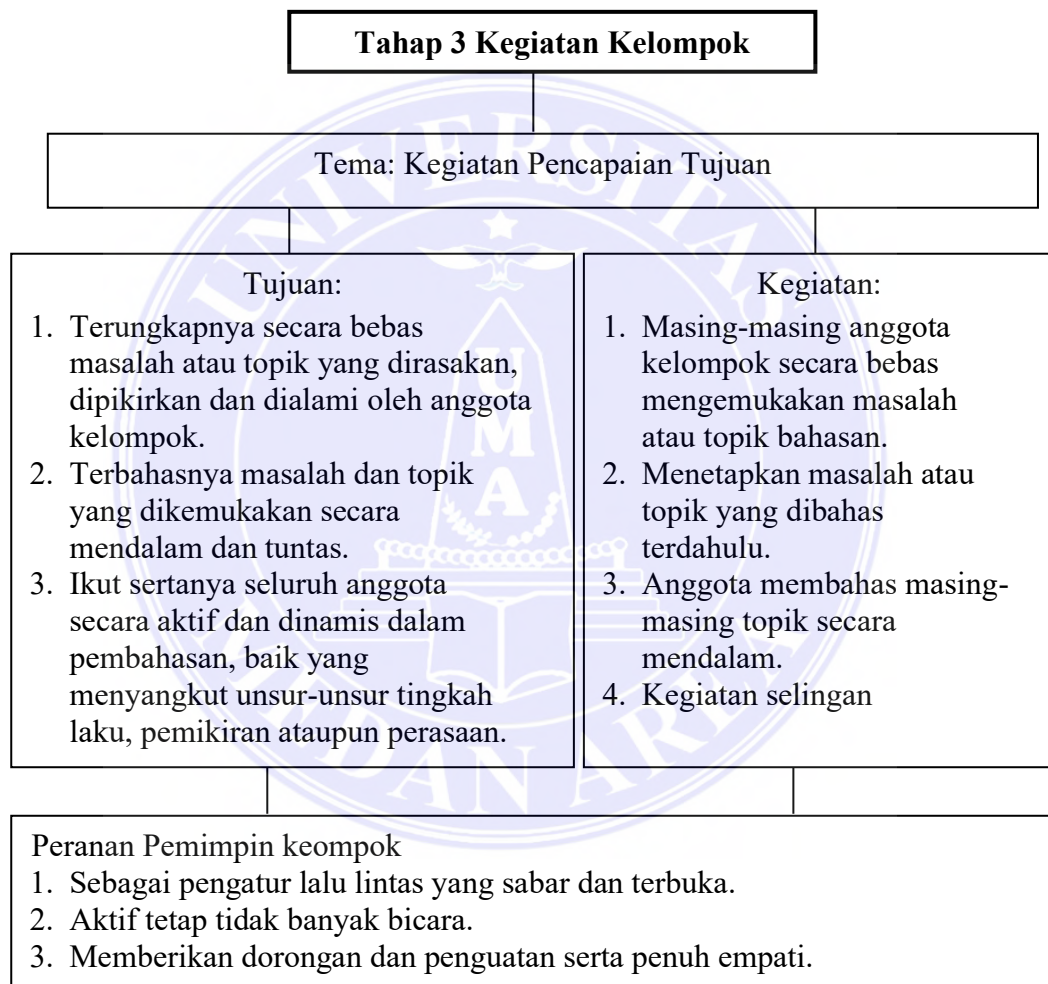 Tahap 3 Kegiatan Kelompok
Tema: Kegiatan Pencapaian Tujuan
Tujuan:
1. Terungkapnya secara bebas
masalah atau topik yang dirasakan,
dipikirkan dan dialami oleh anggota
kelompok.
2. Terbahasnya masalah dan topik
yang dikemukakan secara
mendalam dan tuntas.
3. Ikut sertanya seluruh anggota
secara aktif dan dinamis dalam
pembahasan, baik yang
menyangkut unsur-unsur tingkah
laku, pemikiran ataupun perasaan.
Kegiatan:
1. Masing-masing anggota
kelompok secara bebas
mengemukakan masalah
atau topik bahasan.
2. Menetapkan masalah atau
topik yang dibahas
terdahulu.
3. Anggota membahas masing-
masing topik secara
mendalam.
4. Kegiatan selingan
Peranan Pemimpin keompok
1. Sebagai pengatur lalu lintas yang sabar dan terbuka.
2. Aktif tetap tidak banyak bicara.
3. Memberikan dorongan dan penguatan serta penuh empati.
UNIVERSITAS
MEDAN AREA
UMA